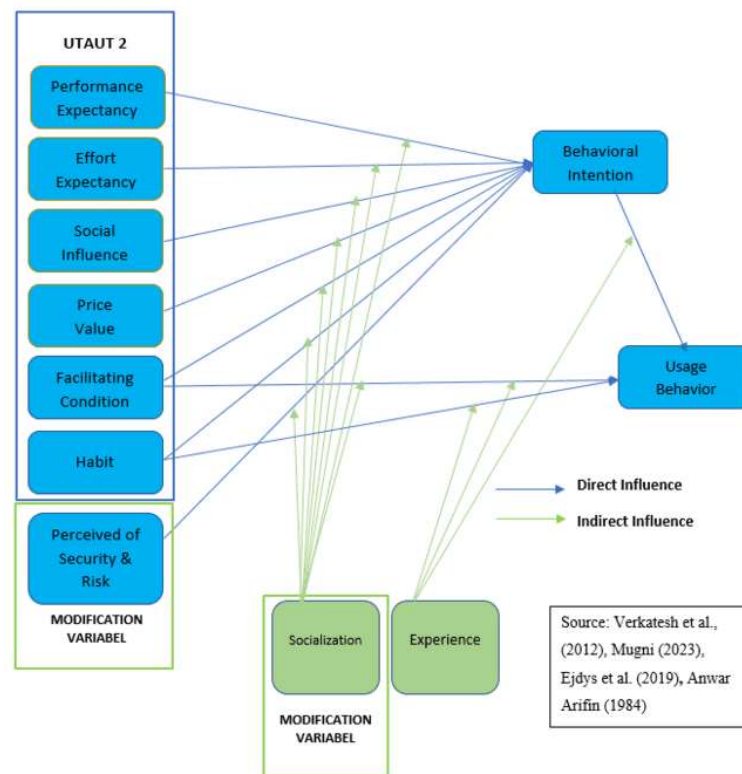 UTAUT 2
Performance
Expectancy
Effort
Expectancy
Social
Influence
Price
Value
Facilitating
Condition
Habit
Perceived of
Security &
Risk
MODIFICATION
VARIABEL
Behavioral
Intention
Usage
Behavior
Direct Influence
Indirect Influence
Socialization
MODIFICATION
VARIABEL
Experience
Source: Verkatesh et al.,
(2012), Mugni (2023),
Ejdys et al. (2019), Anwar
Arifin (1984)